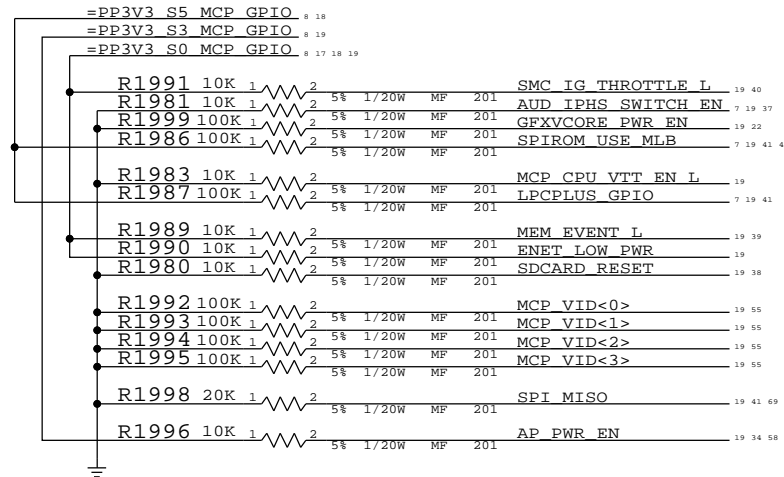 =PP3V3_S5_MCP_GPIO 8 18
=PP3V3_S3_MCP_GPIO 8 19
=PP3V3_S0_MCP_GPIO 8 17 18 19
R1991 10K 1 2 5% 1/20W MF 201 SMC_IG_THROTTLE_L 19 40
R1981 10K 1 2 5% 1/20W MF 201 AUD_IPHS_SWITCH_EN 7 19 37
R1999 100K 1 2 5% 1/20W MF 201 GFXVCORE_PWR_EN 19 22
R1986 100K 1 2 5% 1/20W MF 201 SPIROM_USE_MLB 7 19 41 4
R1983 10K 1 2 5% 1/20W MF 201 MCP_CPU_VTT_EN_L 19
R1987 100K 1 2 5% 1/20W MF 201 LPCPLUS_GPIO 7 19 41
R1989 10K 1 2 5% 1/20W MF 201 MEM_EVENT_L 19 39
R1990 10K 1 2 5% 1/20W MF 201 ENET_LOW_PWR 19
R1980 10K 1 2 5% 1/20W MF 201 SDCARD_RESET 19 38
R1992 100K 1 2 5% 1/20W MF 201 MCP_VID<0> 19 55
R1993 100K 1 2 5% 1/20W MF 201 MCP_VID<1> 19 55
R1994 100K 1 2 5% 1/20W MF 201 MCP_VID<2> 19 55
R1995 100K 1 2 5% 1/20W MF 201 MCP_VID<3> 19 55
R1998 20K 1 2 5% 1/20W MF 201 SPI_MISO 19 41 69
R1996 10K 1 2 5% 1/20W MF 201 AP_PWR_EN 19 34 58